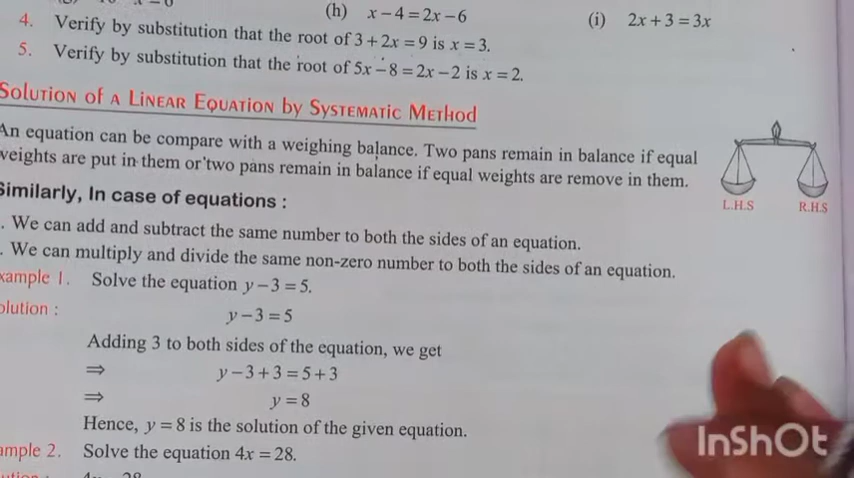 (h) x – 4 = 2x – 6 (i) 2x + 3 = 3x
4. Verify by substitution that the root of 3 + 2x = 9 is x = 3.
5. Verify by substitution that the root of 5x – 8 = 2x – 2 is x = 2.
Solution of a Linear Equation by Systematic Method
An equation can be compare with a weighing balance. Two pans remain in balance if equal
weights are put in them or two pans remain in balance if equal weights are remove in them.
L.H.S R.H.S
Similarly, In case of equations :
. We can add and subtract the same number to both the sides of an equation.
. We can multiply and divide the same non-zero number to both the sides of an equation.
xample 1. Solve the equation y – 3 = 5.
olution : y – 3 = 5
Adding 3 to both sides of the equation, we get
⇒ y – 3 + 3 = 5 + 3
⇒ y = 8
Hence, y = 8 is the solution of the given equation.
ample 2. Solve the equation 4x = 28.
InShOt